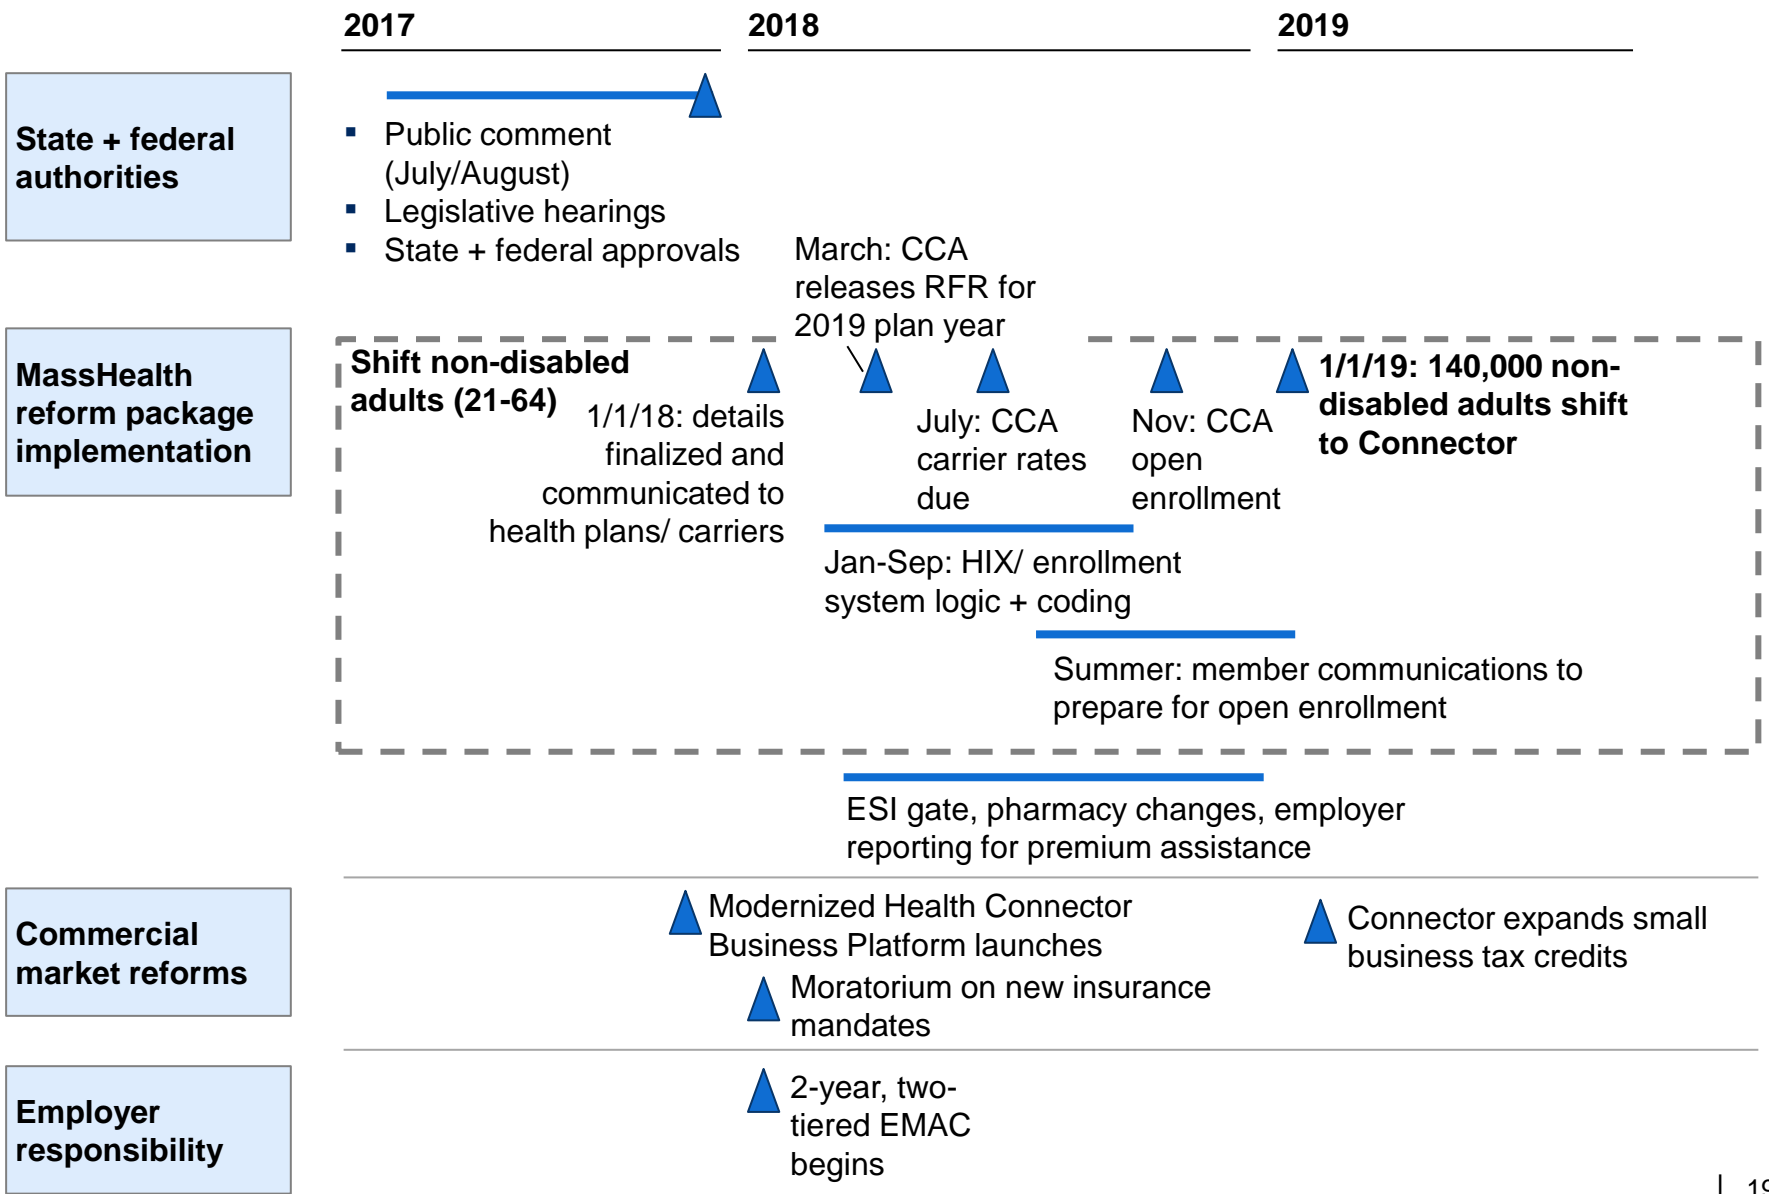 2017
2018
2019
State + federal
authorities
▪ Public comment
(July/August)
▪ Legislative hearings
▪ State + federal approvals
March: CCA
releases RFR for
2019 plan year
MassHealth
reform package
implementation
Shift non-disabled
adults (21-64)
1/1/18: details
finalized and
communicated to
health plans/ carriers
July: CCA
carrier rates
due
Nov: CCA
open
enrollment
1/1/19: 140,000 non-
disabled adults shift
to Connector
Jan-Sep: HIX/ enrollment
system logic + coding
Summer: member communications to
prepare for open enrollment
ESI gate, pharmacy changes, employer
reporting for premium assistance
Commercial
market reforms
Modernized Health Connector
Business Platform launches
Moratorium on new insurance
mandates
Connector expands small
business tax credits
Employer
responsibility
2-year, two-
tiered EMAC
begins
| 19